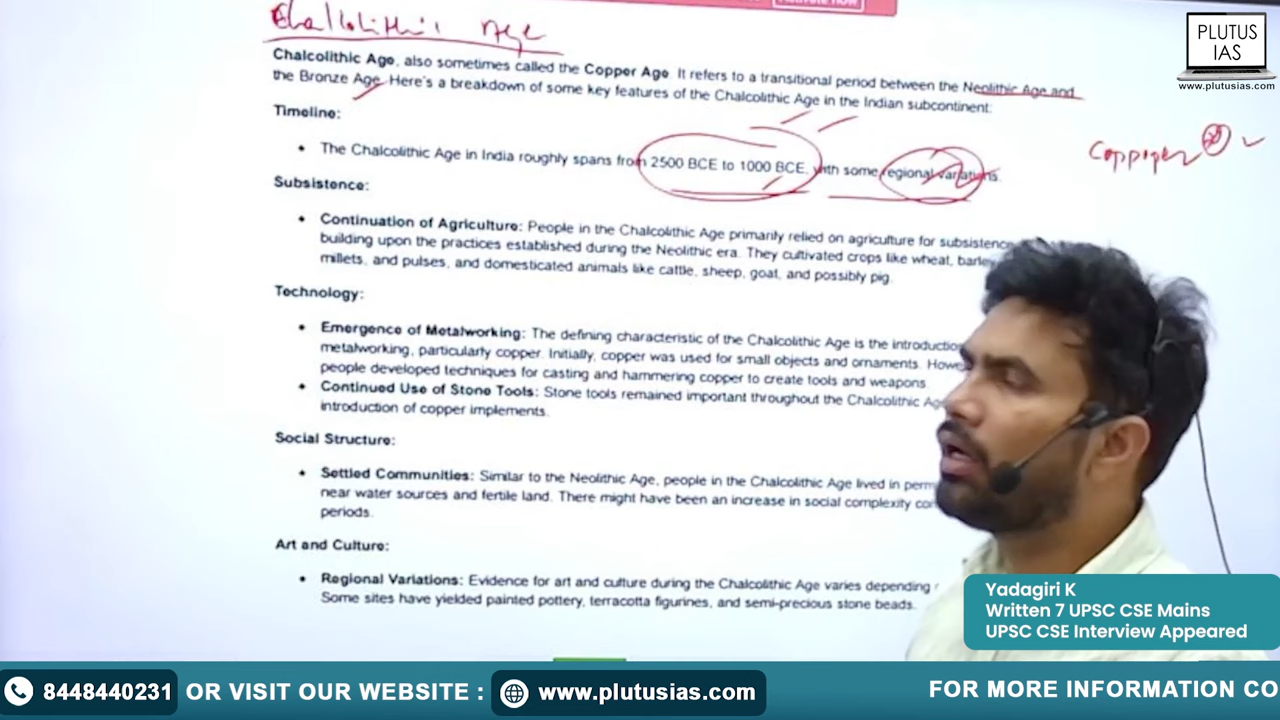 Chalcolithic Age
PLUTUS
IAS
www.plutusias.com
Chalcolithic Age, also sometimes called the Copper Age. It refers to a transitional period between the Neolithic Age and
the Bronze Age. Here's a breakdown of some key features of the Chalcolithic Age in the Indian subcontinent:
Timeline:
• The Chalcolithic Age in India roughly spans from 2500 BCE to 1000 BCE, with some regional variations.
Subsistence:
• Continuation of Agriculture: People in the Chalcolithic Age primarily relied on agriculture for subsistence
building upon the practices established during the Neolithic era. They cultivated crops like wheat, barley
millets, and pulses, and domesticated animals like cattle, sheep, goat, and possibly pig.
Technology:
• Emergence of Metalworking: The defining characteristic of the Chalcolithic Age is the introduction
metalworking, particularly copper. Initially, copper was used for small objects and ornaments. Howe
people developed techniques for casting and hammering copper to create tools and weapons.
• Continued Use of Stone Tools: Stone tools remained important throughout the Chalcolithic Ag
introduction of copper implements.
Social Structure:
• Settled Communities: Similar to the Neolithic Age, people in the Chalcolithic Age lived in perm
near water sources and fertile land. There might have been an increase in social complexity co
periods.
Art and Culture:
• Regional Variations: Evidence for art and culture during the Chalcolithic Age varies depending
Some sites have yielded painted pottery, terracotta figurines, and semi-precious stone beads.
Yadagiri K
Written 7 UPSC CSE Mains
UPSC CSE Interview Appeared
8448440231 OR VISIT OUR WEBSITE : www.plutusias.com FOR MORE INFORMATION CO